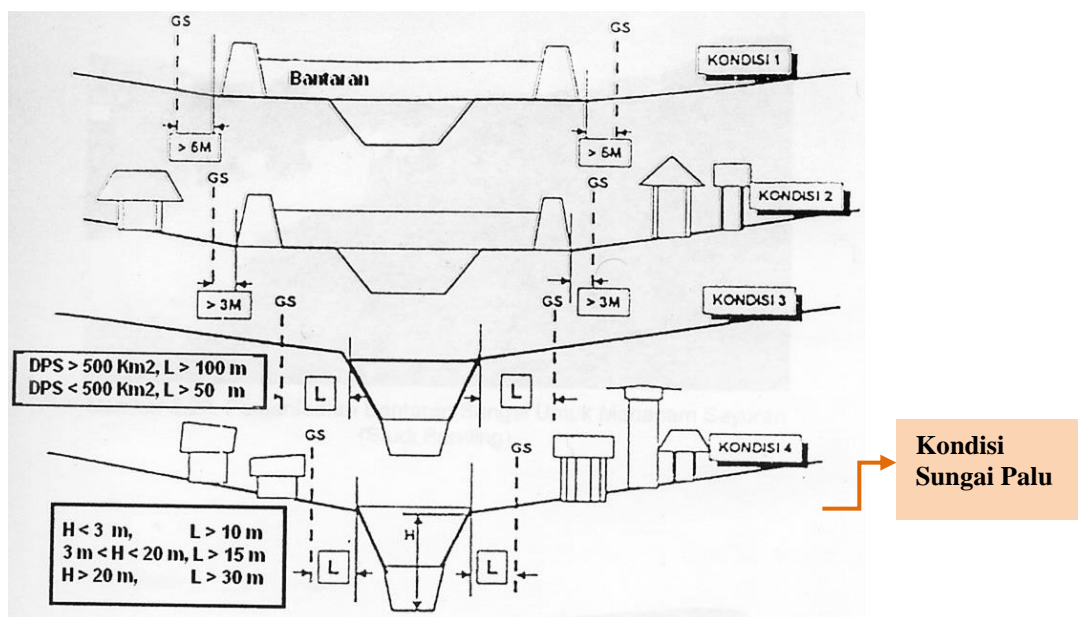 GS
GS
KONDISI 1
Bantaran
> 5M
> 5M
GS
GS
KONDISI 2
> 3M
> 3M
GS
GS
KONDISI 3
DPS > 500 Km2, L > 100 m
DPS < 500 Km2, L > 50 m
L
L
GS
GS
KONDISI 4
Kondisi
Sungai Palu
H < 3 m, L > 10 m
3 m < H < 20 m, L > 15 m
H > 20 m, L > 30 m
H
L
L